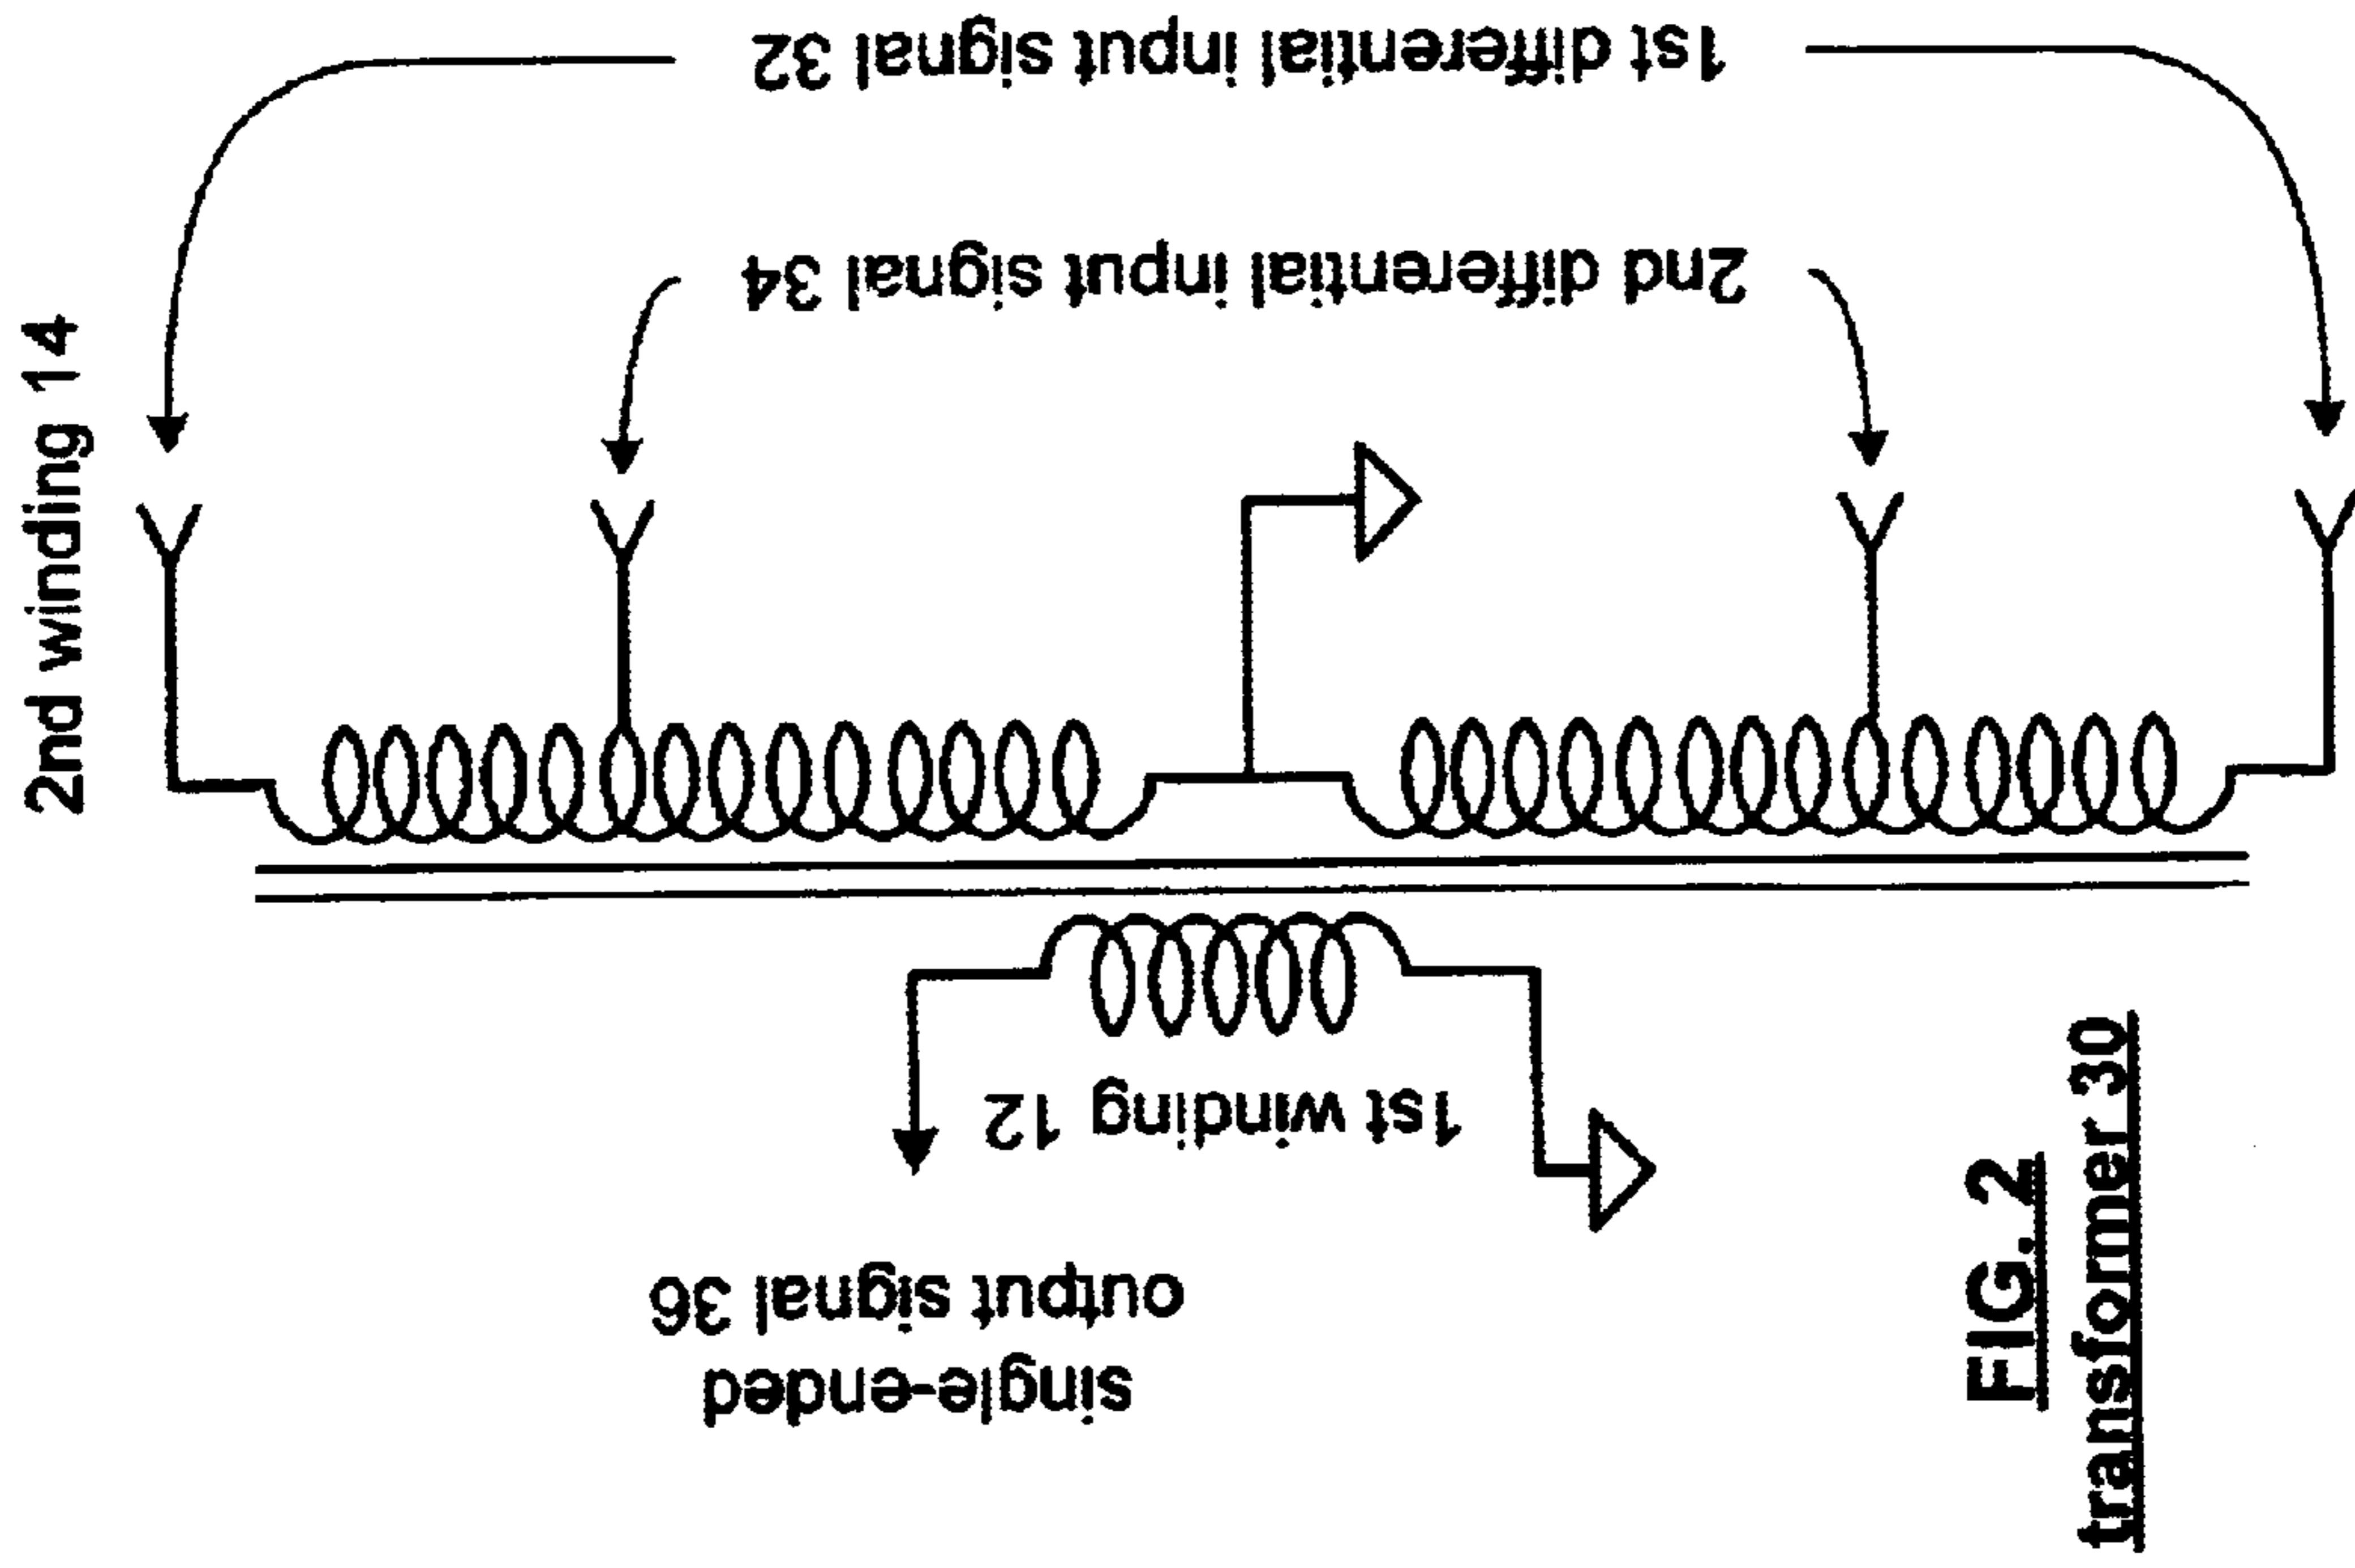 1st differential input signal 32
2nd differential input signal 34
2nd winding 14
1st winding 12
single-ended
output signal 36
FIG. 2
transformer 30